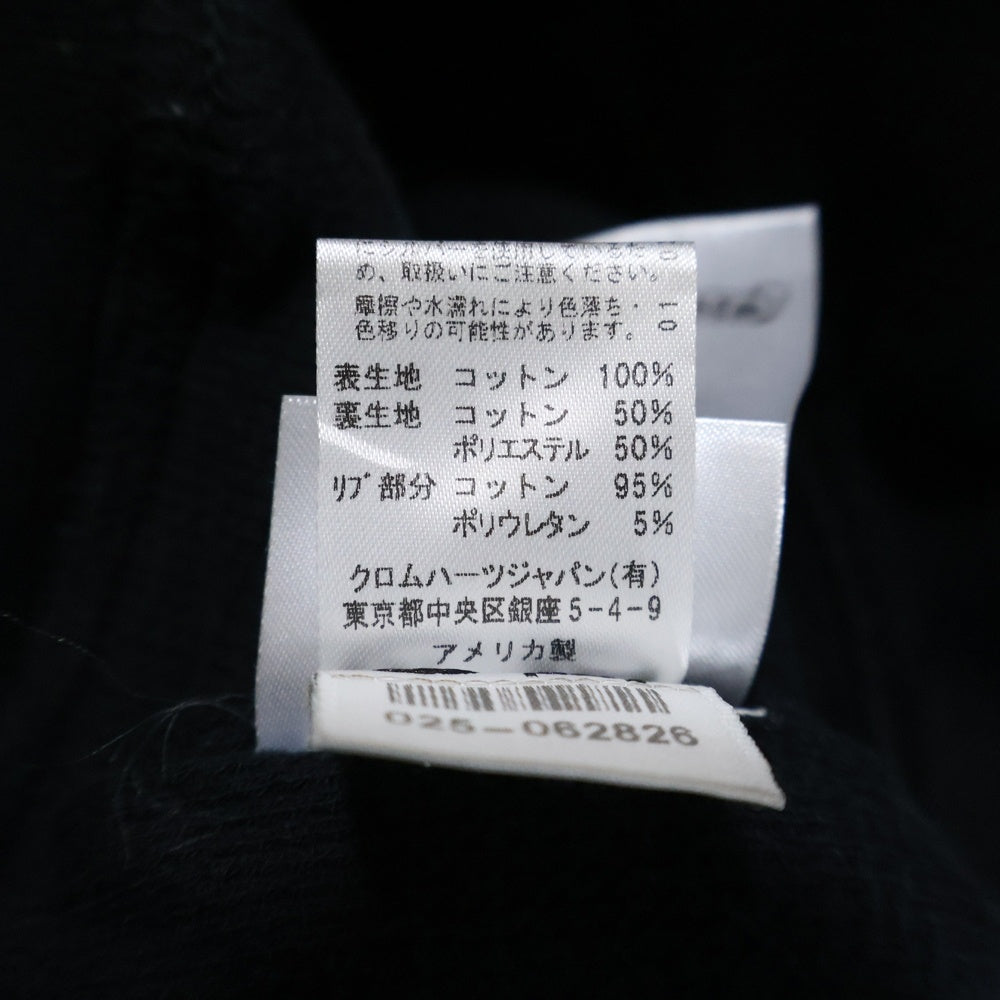 め、取扱いにご注意ください。
摩擦や水濡れにより色落ち・
色移りの可能性があります。
10
表生地 コットン 100%
裏生地 コットン 50%
ポリエステル 50%
リブ部分 コットン 95%
ポリウレタン 5%
クロムハーツジャパン(有)
東京都中央区銀座5-4-9
アメリカ製
025-062826